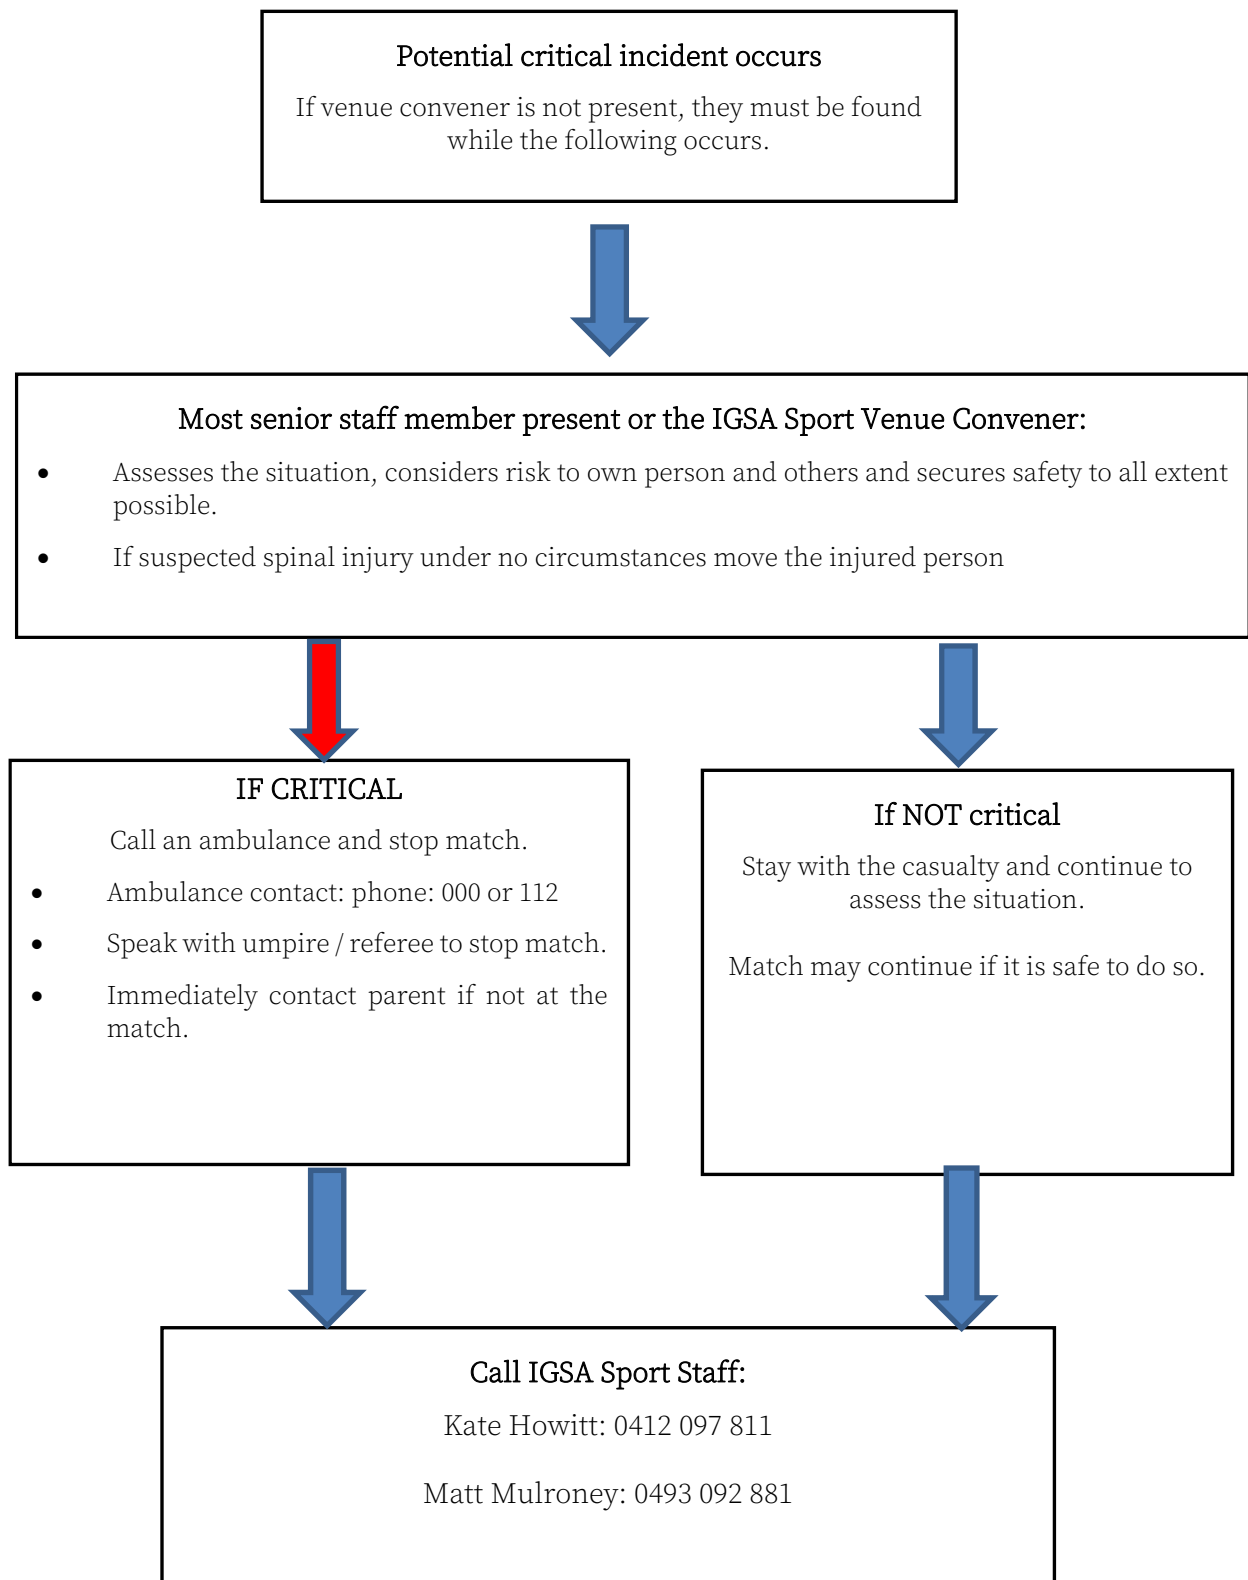 Potential critical incident occurs
If venue convener is not present, they must be found
while the following occurs.
Most senior staff member present or the IGSA Sport Venue Convener:
• Assesses the situation, considers risk to own person and others and secures safety to all extent
possible.
• If suspected spinal injury under no circumstances move the injured person
IF CRITICAL
Call an ambulance and stop match.
• Ambulance contact: phone: 000 or 112
• Speak with umpire / referee to stop match.
• Immediately contact parent if not at the
match.
If NOT critical
Stay with the casualty and continue to
assess the situation.
Match may continue if it is safe to do so.
Call IGSA Sport Staff:
Kate Howitt: 0412 097 811
Matt Mulroney: 0493 092 881